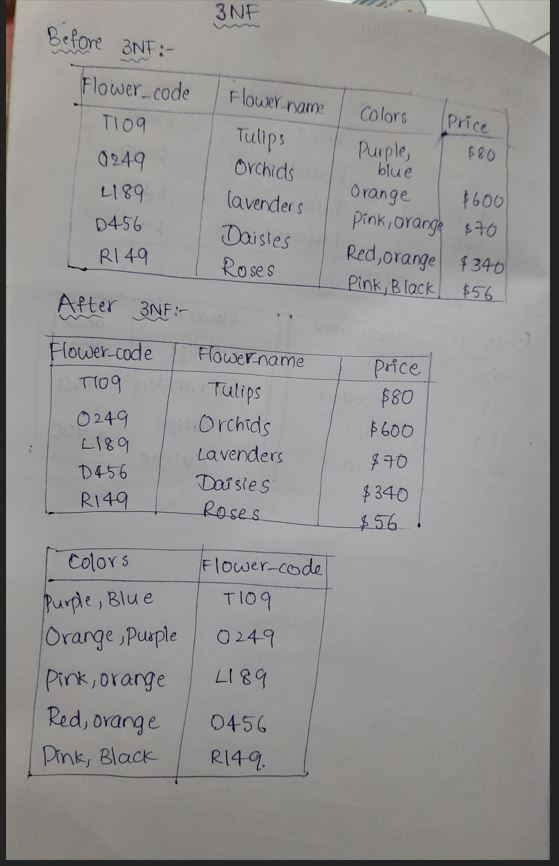 3NF
Before 3NF:-
Flower_code Flower_name Colors Price
T109 Tulips Purple, blue $80
O249 Orchids Orange $600
L189 lavenders Pink, orange $70
D456 Daisies Red, orange $340
R149 Roses Pink, Black $56
After 3NF:-
Flower_code Flower_name Price
T109 Tulips $80
O249 Orchids $600
L189 Lavenders $70
D456 Daisies $340
R149 Roses $56
Colors Flower_code
Purple, Blue T109
Orange, Purple O249
Pink, orange L189
Red, orange O456
Pink, Black R149.